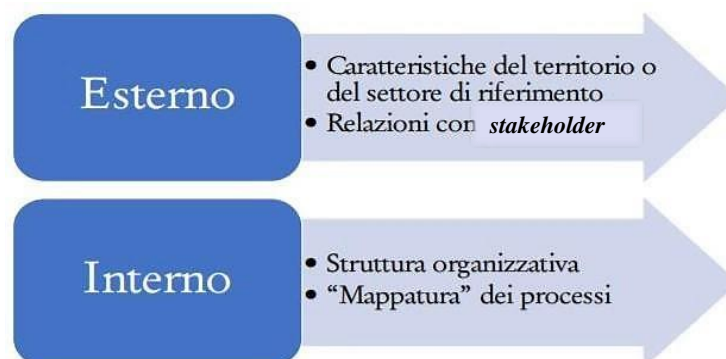 Esterno
• Caratteristiche del territorio o
del settore di riferimento
• Relazioni con stakeholder
Interno
• Struttura organizzativa
• “Mappatura” dei processi